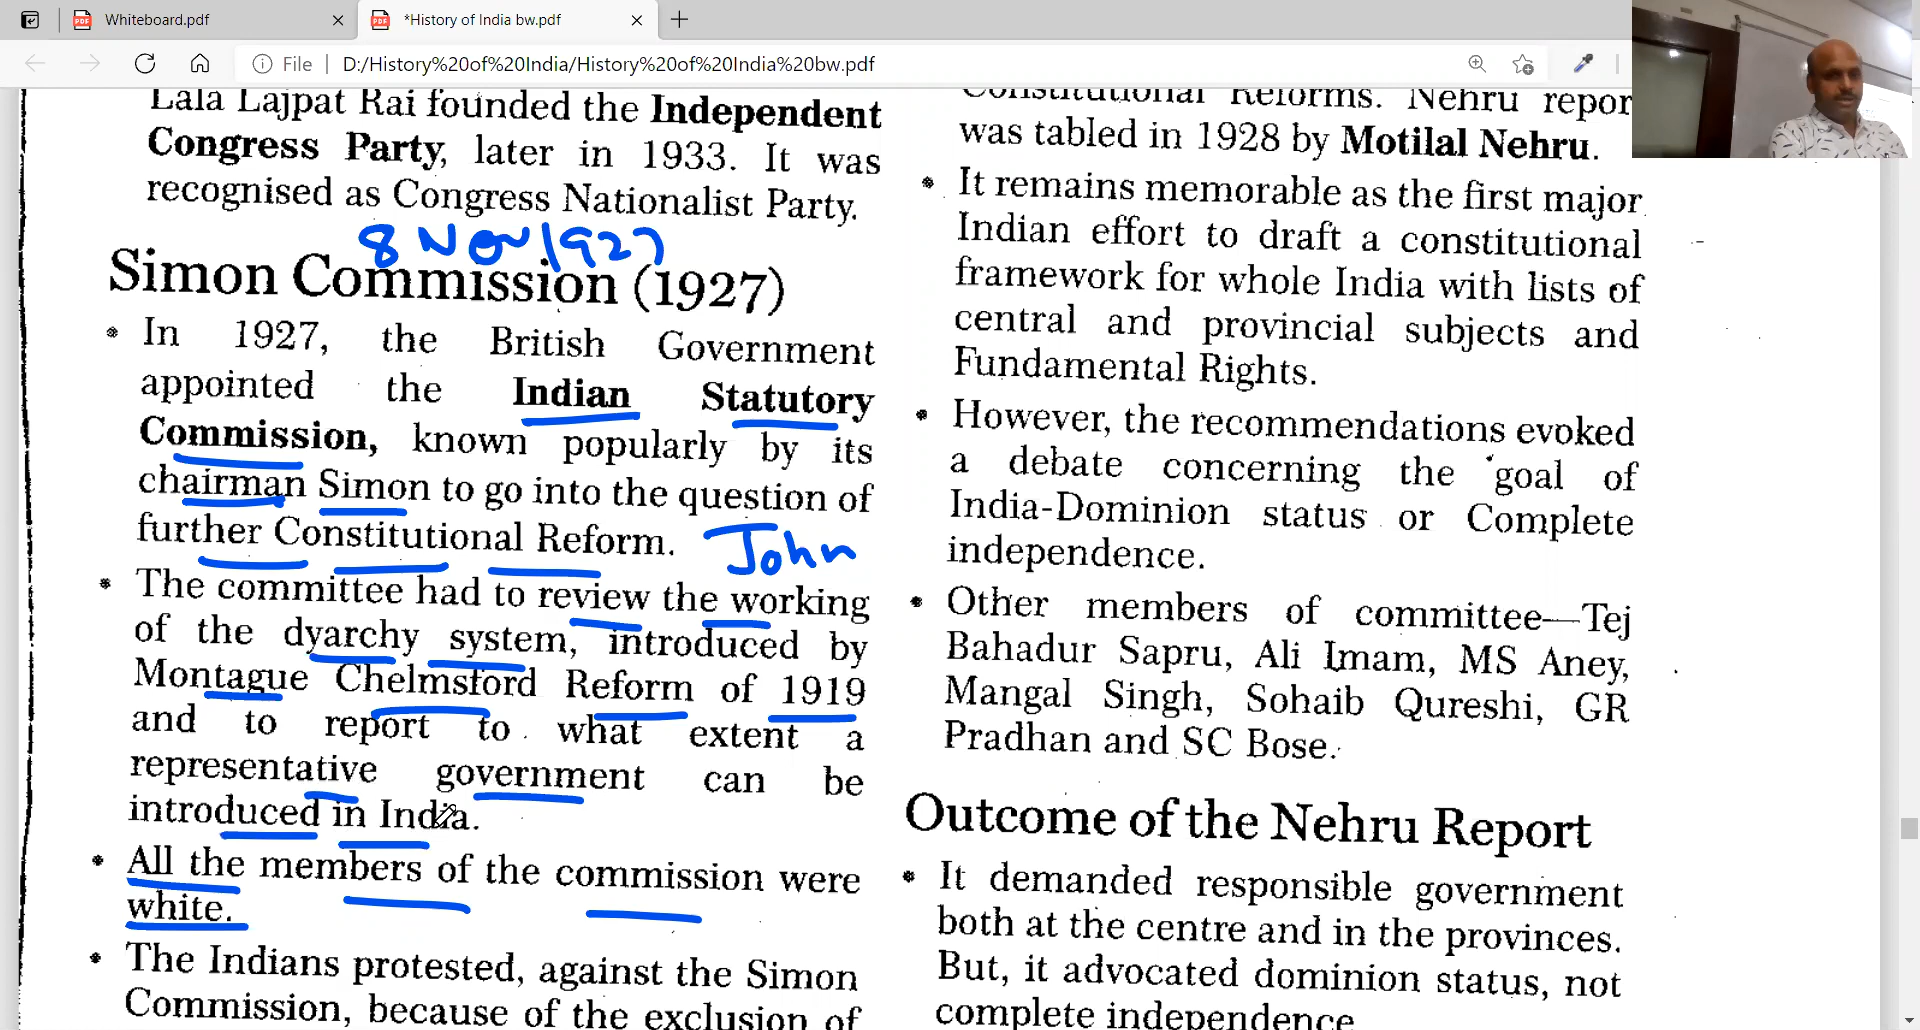 Whiteboard.pdf
*History of India bw.pdf
File
D:/History%20of%20India/History%20of%20India%20bw.pdf
Lala Lajpat Rai founded the Independent
Congress Party, later in 1933. It was
recognised as Congress Nationalist Party.
8 Nov 1927
Simon Commission (1927)
• In 1927, the British Government
appointed the Indian Statutory
Commission, known popularly by its
chairman Simon to go into the question of
further Constitutional Reform.
John
• The committee had to review the working
of the dyarchy system, introduced by
Montague Chelmsford Reform of 1919
and to report to what extent a
representative government can be
introduced in India.
• All the members of the commission were
white.
• The Indians protested, against the Simon
Commission, because of the exclusion of
Constitutional Reforms. Nehru repor
was tabled in 1928 by Motilal Nehru.
• It remains memorable as the first major
Indian effort to draft a constitutional
framework for whole India with lists of
central and provincial subjects and
Fundamental Rights.
• However, the recommendations evoked
a debate concerning the goal of
India-Dominion status or Complete
independence.
• Other members of committee—Tej
Bahadur Sapru, Ali Imam, MS Aney,
Mangal Singh, Sohaib Qureshi, GR
Pradhan and SC Bose.
Outcome of the Nehru Report
• It demanded responsible government
both at the centre and in the provinces.
But, it advocated dominion status, not
complete independence